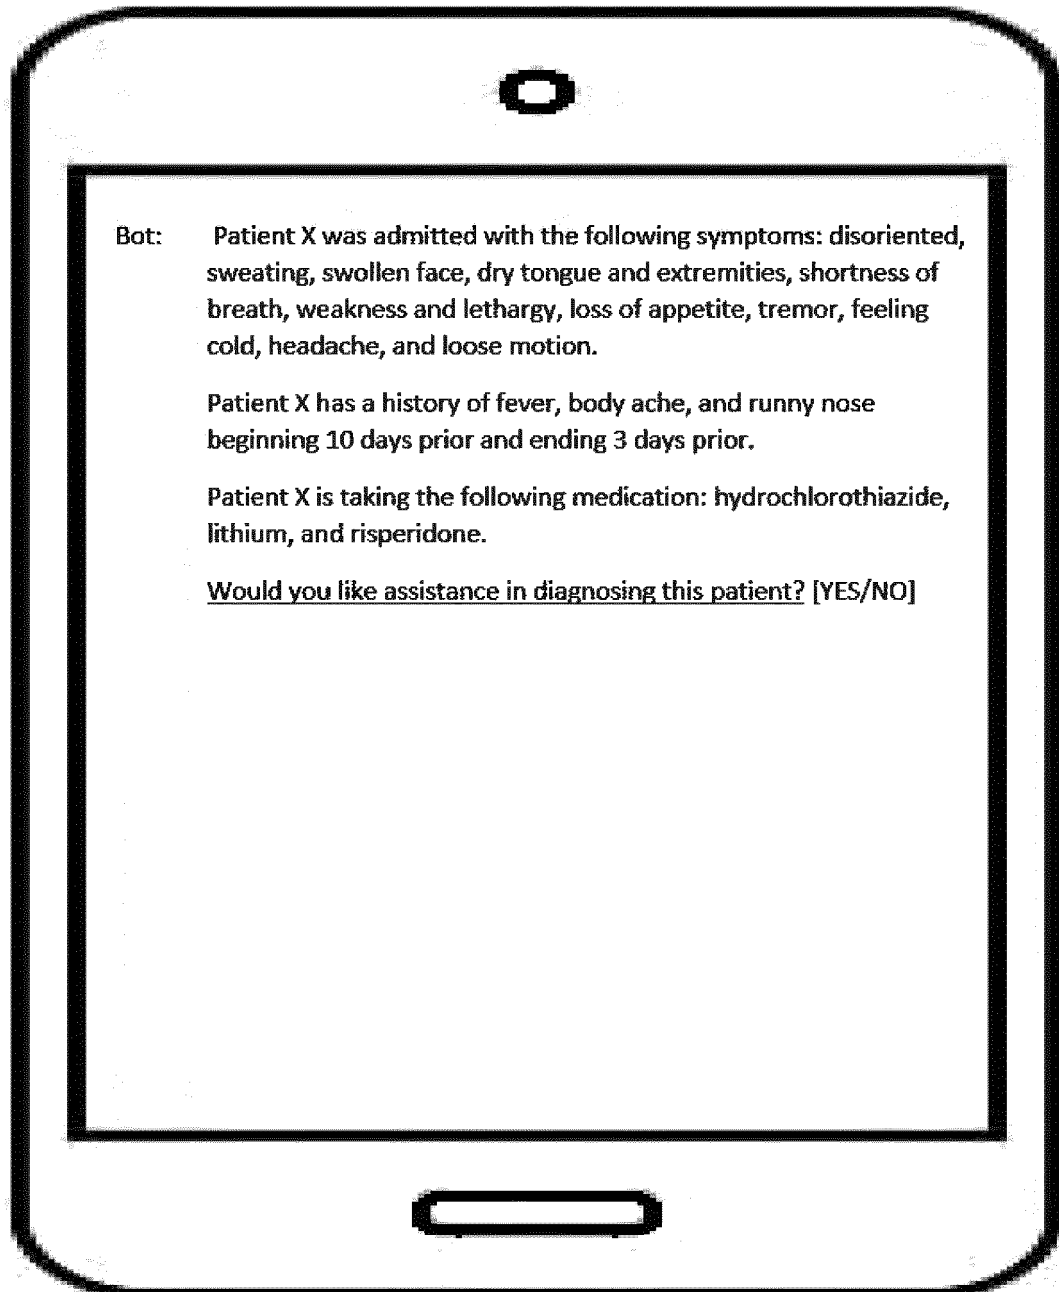 Bot: Patient X was admitted with the following symptoms: disoriented,
sweating, swollen face, dry tongue and extremities, shortness of
breath, weakness and lethargy, loss of appetite, tremor, feeling
cold, headache, and loose motion.
Patient X has a history of fever, body ache, and runny nose
beginning 10 days prior and ending 3 days prior.
Patient X is taking the following medication: hydrochlorothiazide,
lithium, and risperidone.
Would you like assistance in diagnosing this patient? [YES/NO]